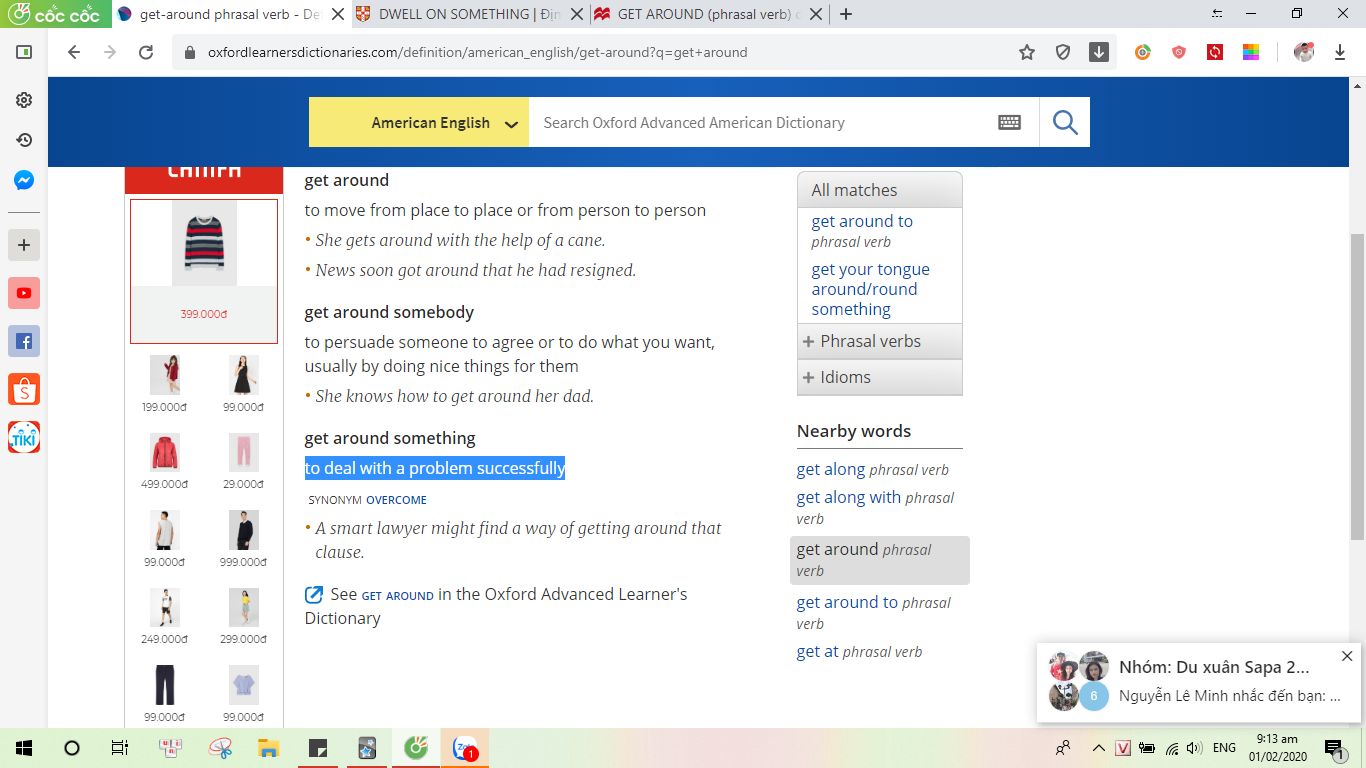 cốc cốc
get-around phrasal verb - De
DWELL ON SOMETHING | Địn
GET AROUND (phrasal verb) d
oxfordlearnersdictionaries.com/definition/american_english/get-around?q=get+around
American English
Search Oxford Advanced American Dictionary
get around
to move from place to place or from person to person
• She gets around with the help of a cane.
• News soon got around that he had resigned.
get around somebody
to persuade someone to agree or to do what you want,
usually by doing nice things for them
• She knows how to get around her dad.
get around something
to deal with a problem successfully
SYNONYM OVERCOME
• A smart lawyer might find a way of getting around that
clause.
See GET AROUND in the Oxford Advanced Learner's
Dictionary
399.000đ
199.000đ 99.000đ
499.000đ 29.000đ
99.000đ 999.000đ
249.000đ 299.000đ
99.000đ 99.000đ
All matches
get around to
phrasal verb
get your tongue
around/round
something
+ Phrasal verbs
+ Idioms
Nearby words
get along phrasal verb
get along with phrasal
verb
get around phrasal
verb
get around to phrasal
verb
get at phrasal verb
TIKI
Nhóm: Du xuân Sapa 2...
6
Nguyễn Lê Minh nhắc đến bạn: ...
Zalo
1
V
ENG
9:13 am
01/02/2020
1